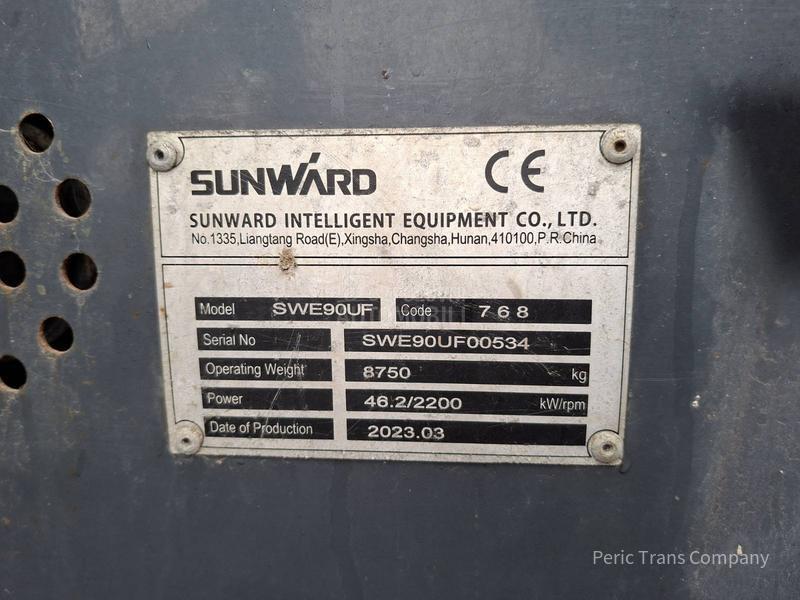 SUNWARD CE
SUNWARD INTELLIGENT EQUIPMENT CO., LTD.
No.1335,Liangtang Road(E),Xingsha,Changsha,Hunan,410100,P.R.China
Model SWE90UF Code 768
Serial No SWE90UF00534
Operating Weight 8750 kg
Power 46.2/2200 kW/rpm
Date of Production 2023.03
Peric Trans Company